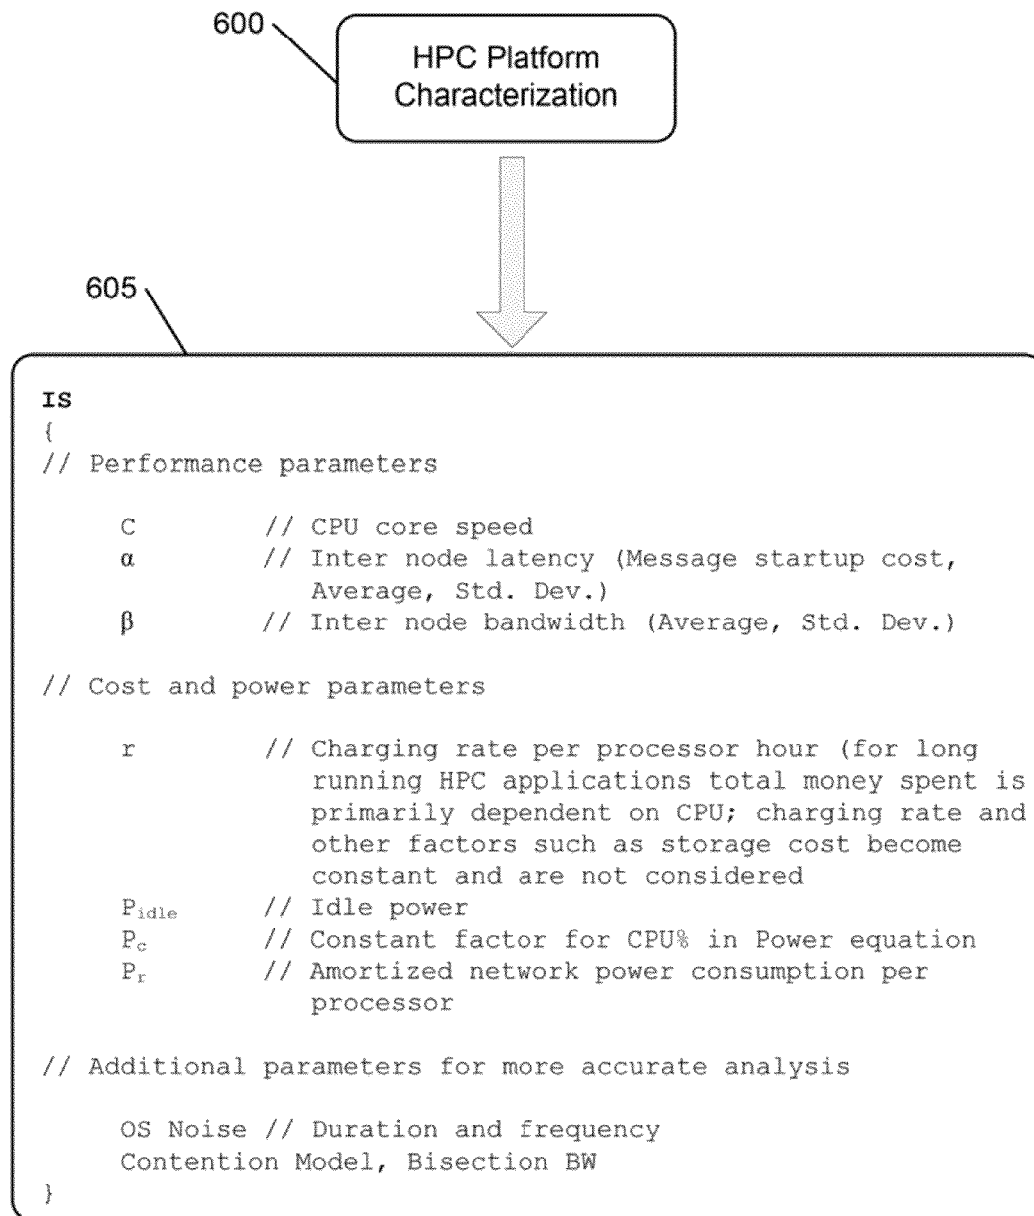 600
HPC Platform
Characterization
605
IS
{
// Performance parameters
C // CPU core speed
α // Inter node latency (Message startup cost,
Average, Std. Dev.)
β // Inter node bandwidth (Average, Std. Dev.)
// Cost and power parameters
r // Charging rate per processor hour (for long
running HPC applications total money spent is
primarily dependent on CPU; charging rate and
other factors such as storage cost become
constant and are not considered
P_idle // Idle power
P_c // Constant factor for CPU% in Power equation
P_r // Amortized network power consumption per
processor
// Additional parameters for more accurate analysis
OS Noise // Duration and frequency
Contention Model, Bisection BW
}